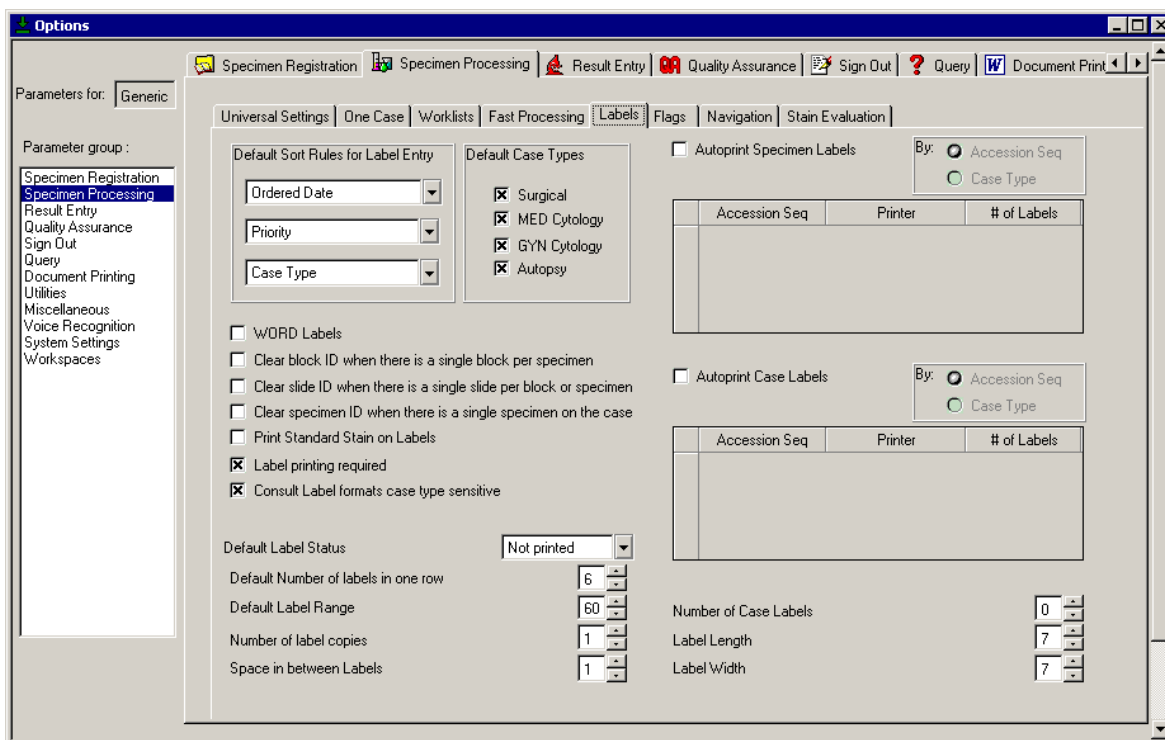 Options
Specimen Registration
Specimen Processing
Result Entry
QA Quality Assurance
Sign Out
? Query
W Document Print
Parameters for: Generic
Parameter group :
Specimen Registration
Specimen Processing
Result Entry
Quality Assurance
Sign Out
Query
Document Printing
Utilities
Miscellaneous
Voice Recognition
System Settings
Workspaces
Universal Settings
One Case
Worklists
Fast Processing
Labels
Flags
Navigation
Stain Evaluation
Default Sort Rules for Label Entry
Ordered Date
Priority
Case Type
Default Case Types
Surgical
MED Cytology
GYN Cytology
Autopsy
WORD Labels
Clear block ID when there is a single block per specimen
Clear slide ID when there is a single slide per block or specimen
Clear specimen ID when there is a single specimen on the case
Print Standard Stain on Labels
Label printing required
Consult Label formats case type sensitive
Default Label Status Not printed
Default Number of labels in one row 6
Default Label Range 60
Number of label copies 1
Space in between Labels 1
Autoprint Specimen Labels
By: Accession Seq
Case Type
Accession Seq Printer # of Labels
Autoprint Case Labels
By: Accession Seq
Case Type
Accession Seq Printer # of Labels
Number of Case Labels 0
Label Length 7
Label Width 7